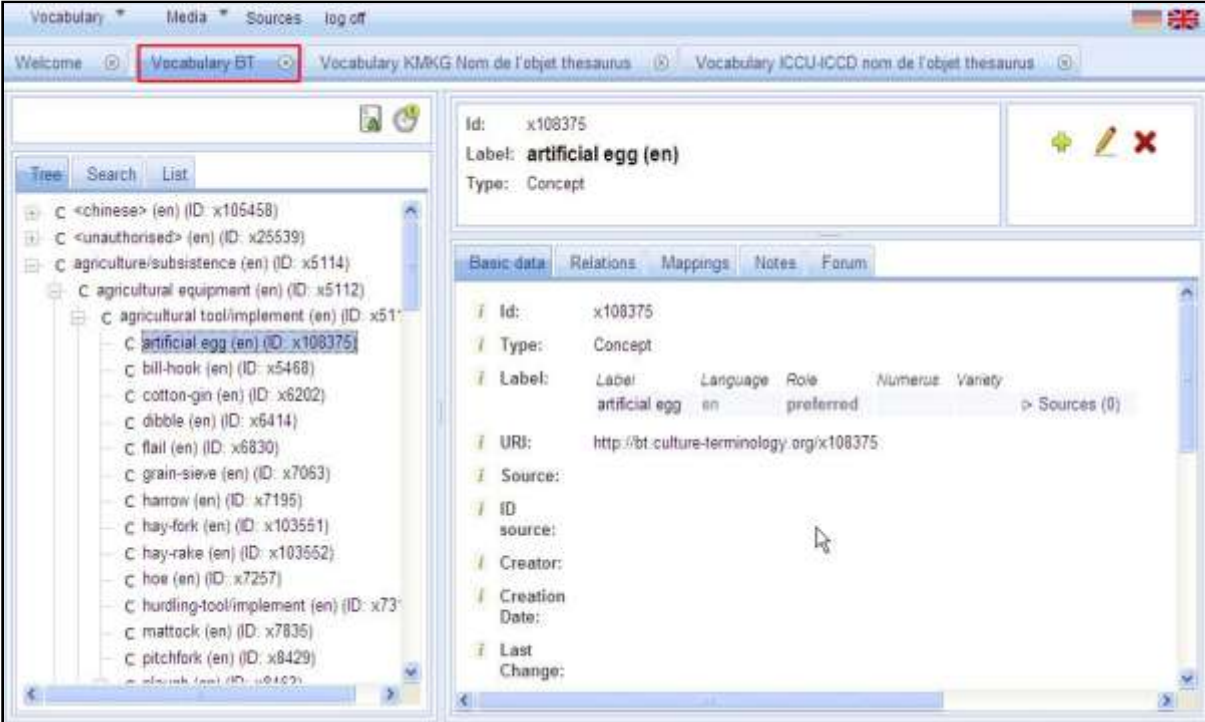 Vocabulary Media Sources log off
Welcome Vocabulary BT Vocabulary KMKG Nom de l'objet thesaurus Vocabulary ICCU-ICCD nom de l'objet thesaurus
Tree Search List
<chinese> (en) (ID: x105458)
<unauthorised> (en) (ID: x25539)
C agriculture/subsistence (en) (ID: x5114)
C agricultural equipment (en) (ID: x5112)
C agricultural tool/implement (en) (ID: x51
C artificial egg (en) (ID: x108375)
C bill-hook (en) (ID: x5468)
C cotton-gin (en) (ID: x6202)
C dibble (en) (ID: x6414)
C flail (en) (ID: x6830)
C grain-sieve (en) (ID: x7063)
C harrow (en) (ID: x7195)
C hay-fork (en) (ID: x103551)
C hay-rake (en) (ID: x103552)
C hoe (en) (ID: x7257)
C hurdling-tool/implement (en) (ID: x73
C mattock (en) (ID: x7835)
C pitchfork (en) (ID: x8429)
Id: x108375
Label: artificial egg (en)
Type: Concept
Basic data Relations Mappings Notes Forum
i Id: x108375
i Type: Concept
i Label: Label Language Role Numerus Variety
artificial egg en preferred Sources (0)
i URI: http://bt.culture-terminology.org/x108375
i Source:
i ID
source:
i Creator:
i Creation
Date:
i Last
Change: